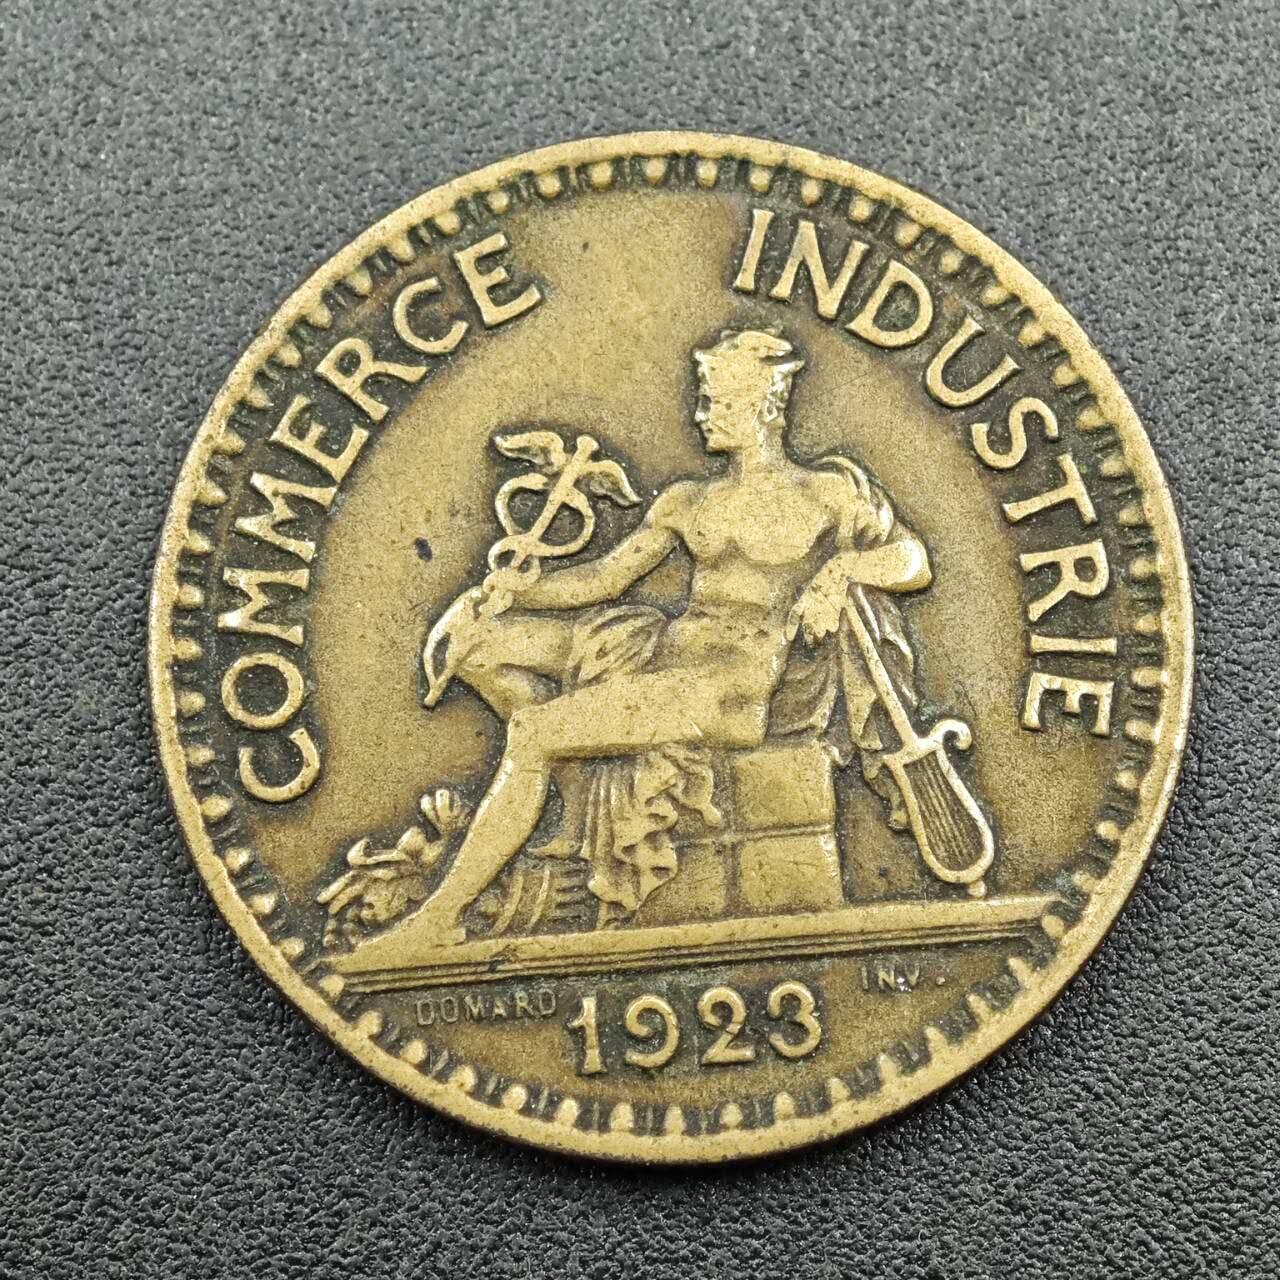 COMMERCE INDUSTRIE
DOMARD INV.
1923